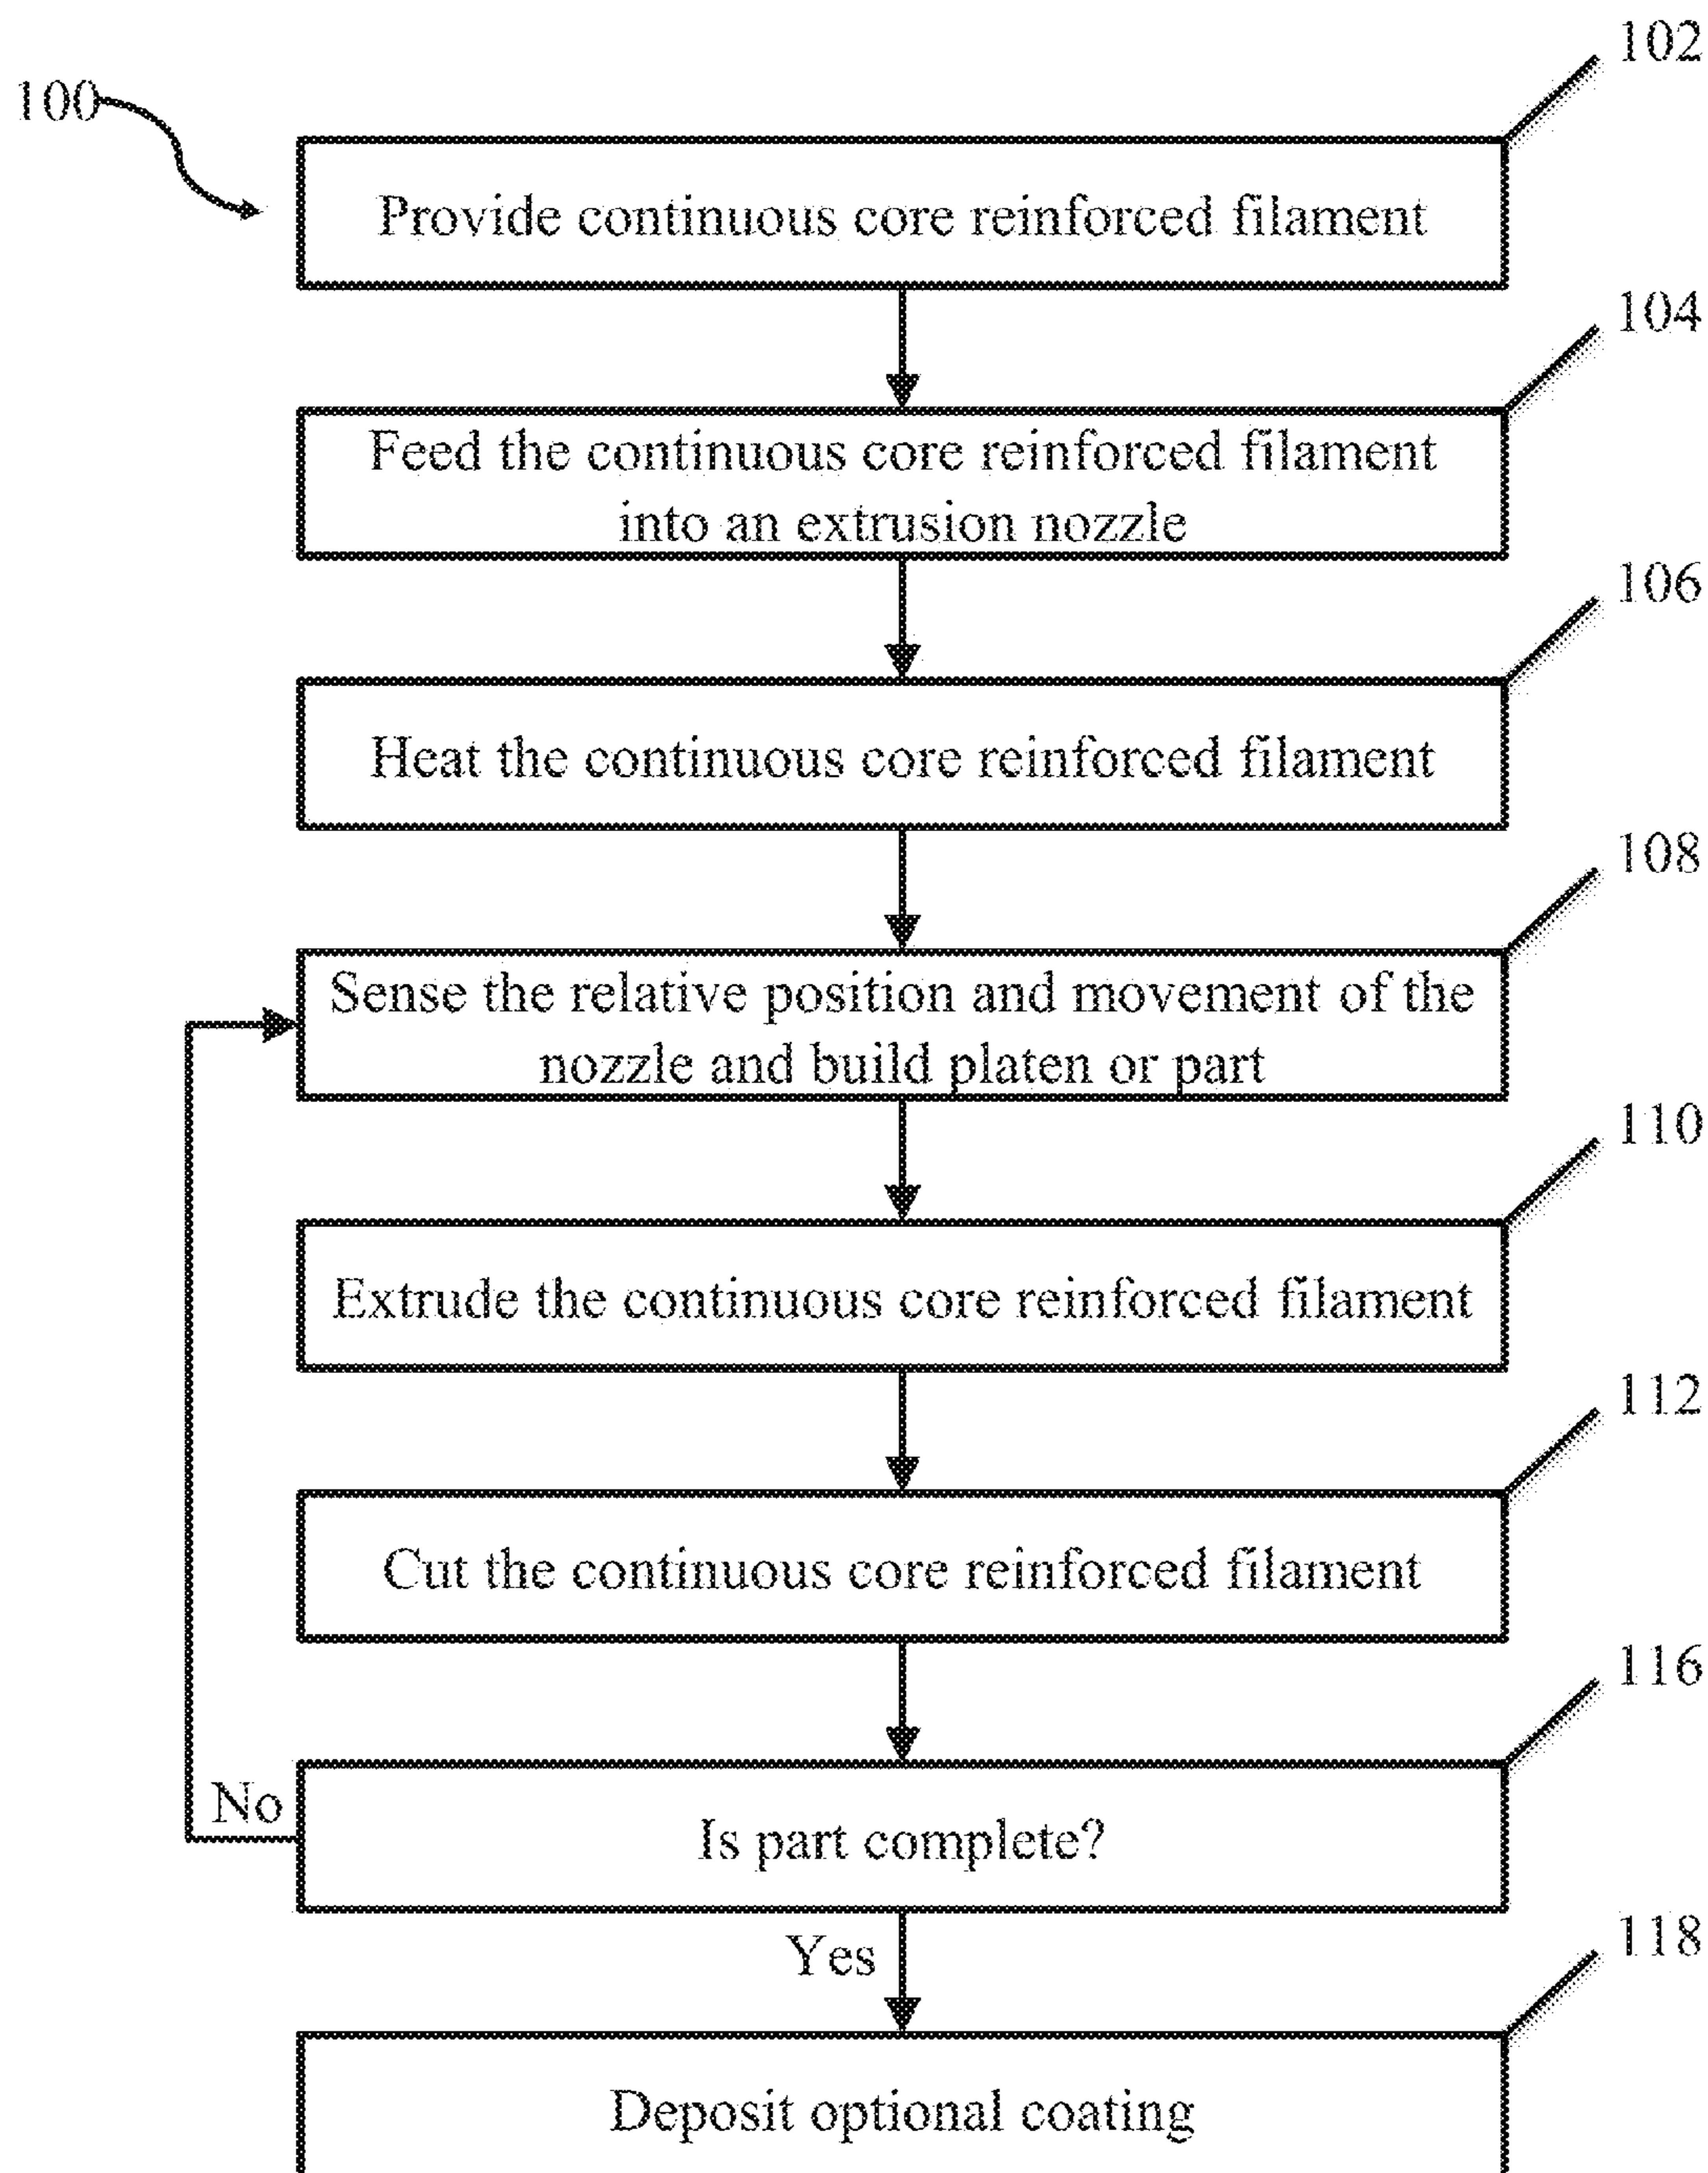 102
100
Provide continuous core reinforced filament
104
Feed the continuous core reinforced filament
into an extrusion nozzle
106
Heat the continuous core reinforced filament
108
Sense the relative position and movement of the
nozzle and build platen or part
110
Extrude the continuous core reinforced filament
112
Cut the continuous core reinforced filament
116
No
Is part complete?
118
Yes
Deposit optional coating